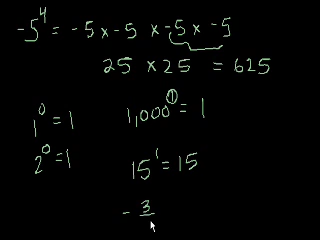 -5⁴ = -5 × -5 × -5 × -5
25 × 25 = 625
1⁰ = 1 1,000⁰ = 1
2⁰ = 1 15¹ = 15
- 3